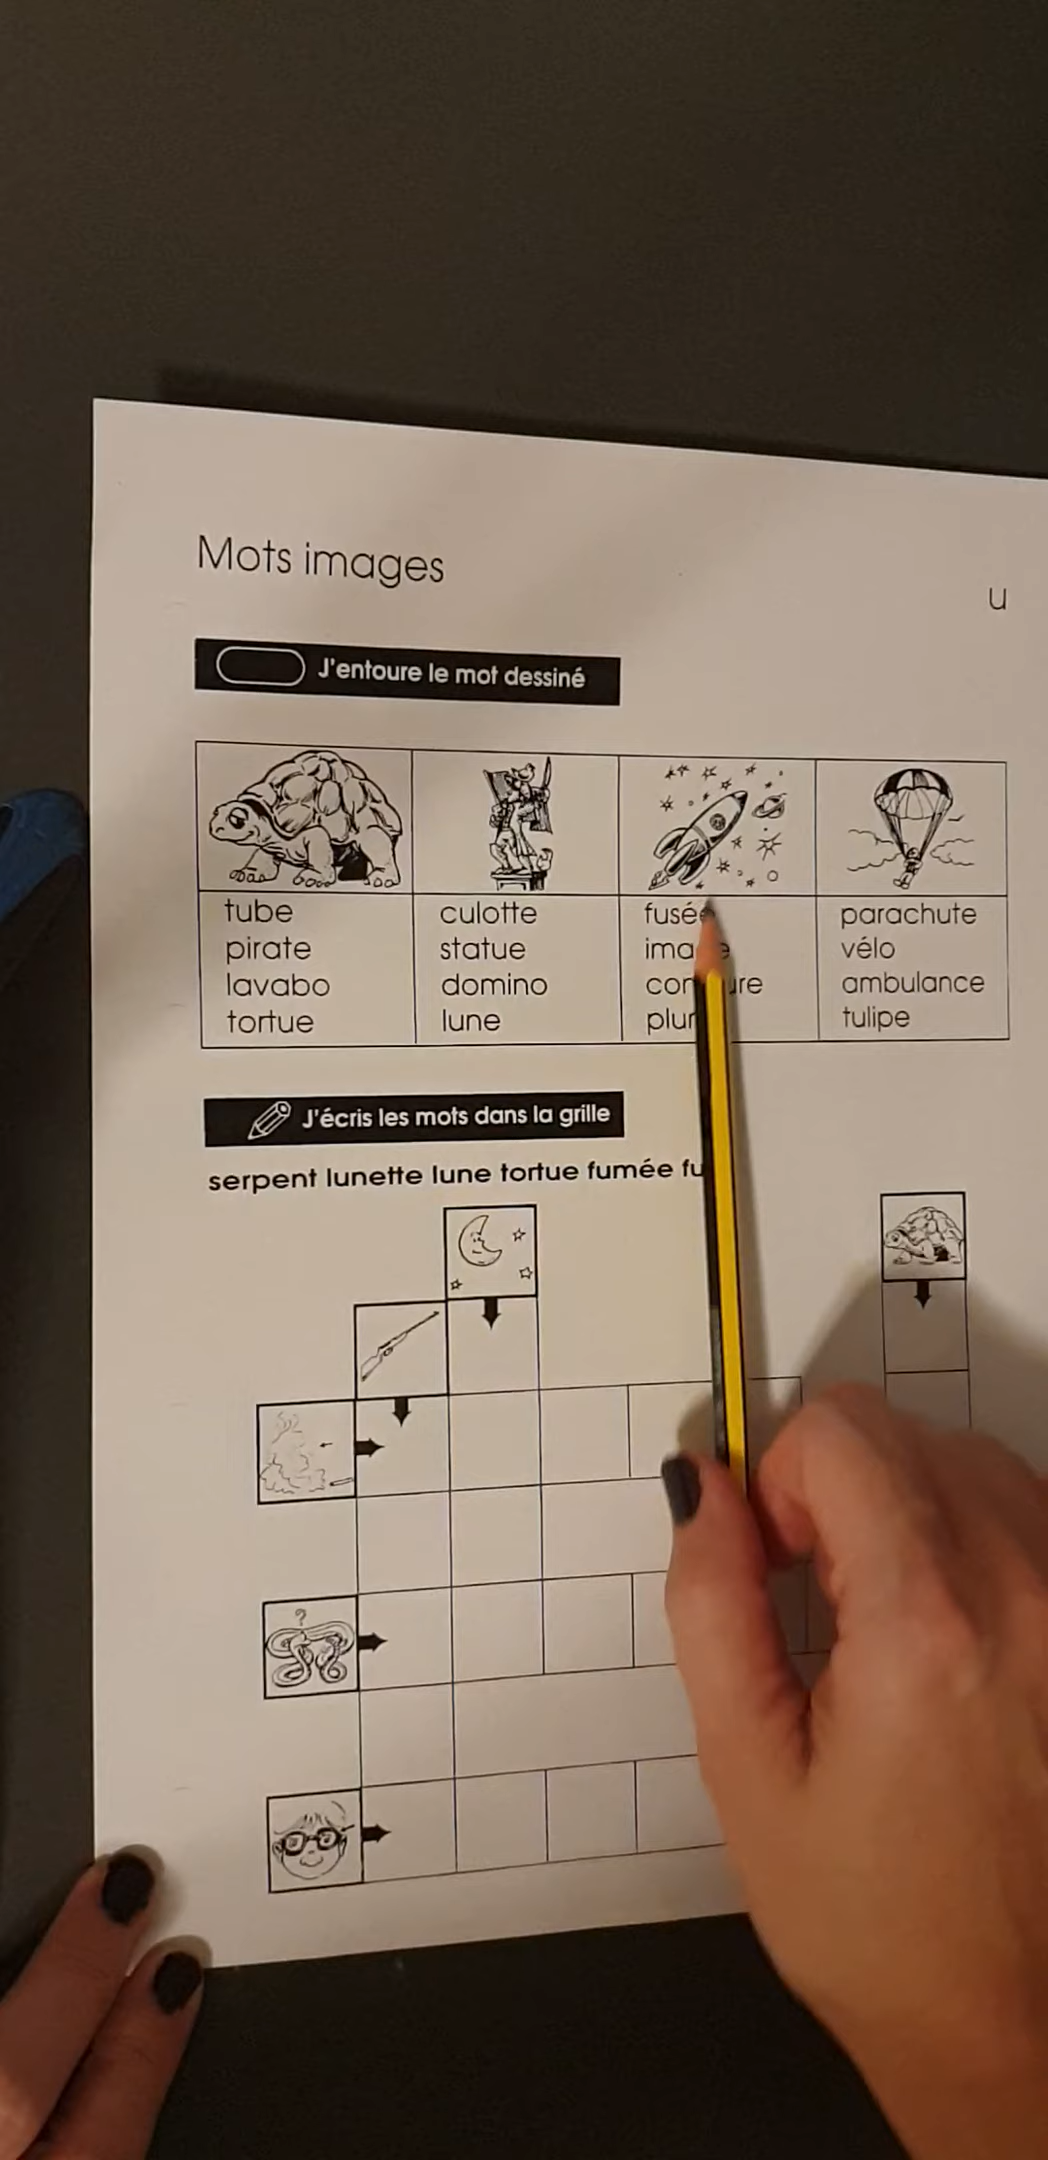 Mots images
u
J'entoure le mot dessiné
tube culotte fusée parachute
pirate statue vélo
lavabo domino ambulance
tortue lune tulipe
J'écris les mots dans la grille
serpent lunette lune tortue fumée
?